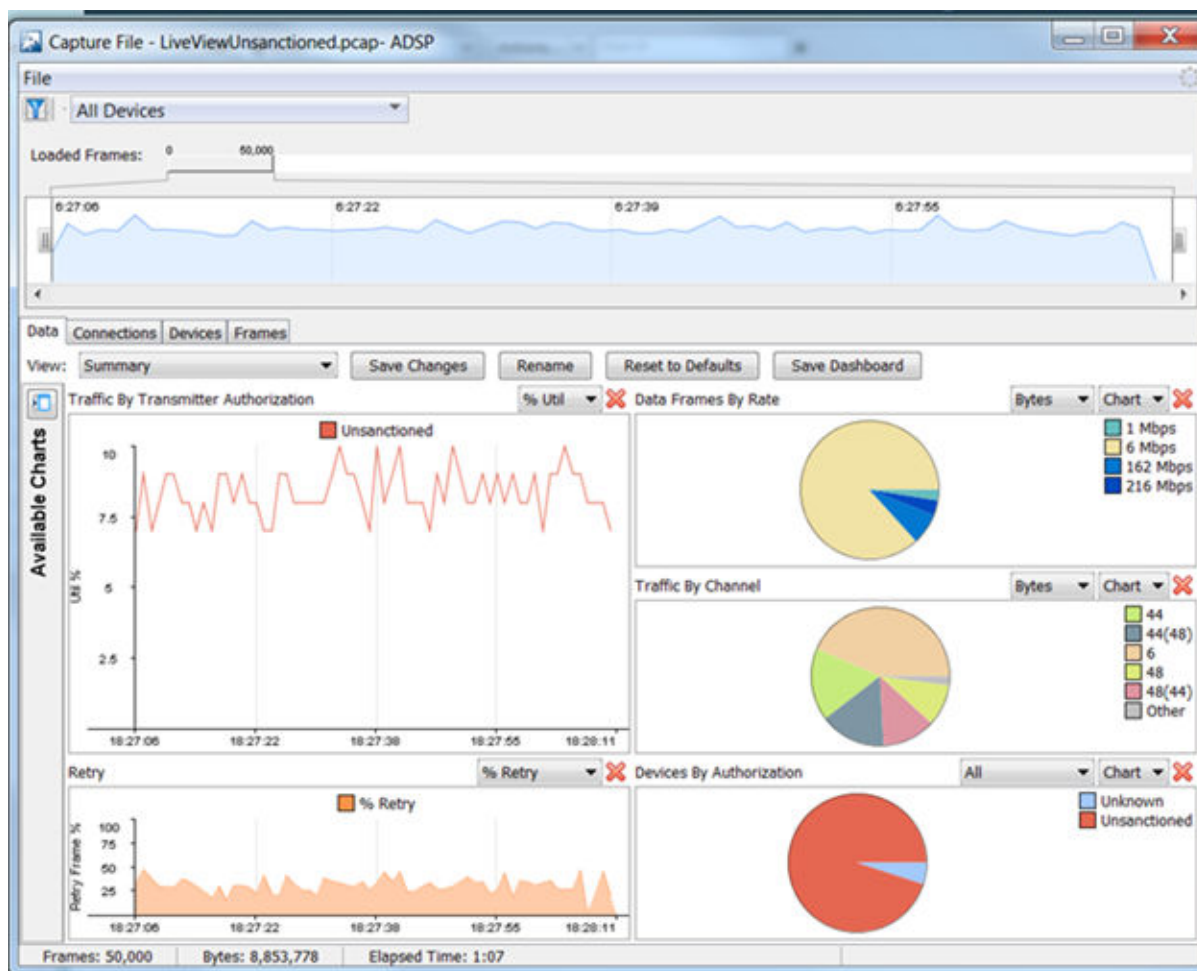 Capture File - LiveViewUnsanctioned.pcap- ADSP
File
All Devices
Loaded Frames: 0 50,000
6:27:06 6:27:22 6:27:39 6:27:55
Data Connections Devices Frames
View: Summary Save Changes Rename Reset to Defaults Save Dashboard
Available Charts
Traffic By Transmitter Authorization % Util
Unsanctioned
10
7.5
5
2.5
Util %
18:27:06 18:27:22 18:27:38 18:27:55 18:28:11
Data Frames By Rate Bytes Chart
1 Mbps
6 Mbps
162 Mbps
216 Mbps
Traffic By Channel Bytes Chart
44
44(48)
6
48
48(44)
Other
Retry % Retry
% Retry
100
75
50
25
Retry Frame %
18:27:06 18:27:22 18:27:38 18:27:55 18:28:11
Devices By Authorization All Chart
Unknown
Unsanctioned
Frames: 50,000 Bytes: 8,853,778 Elapsed Time: 1:07